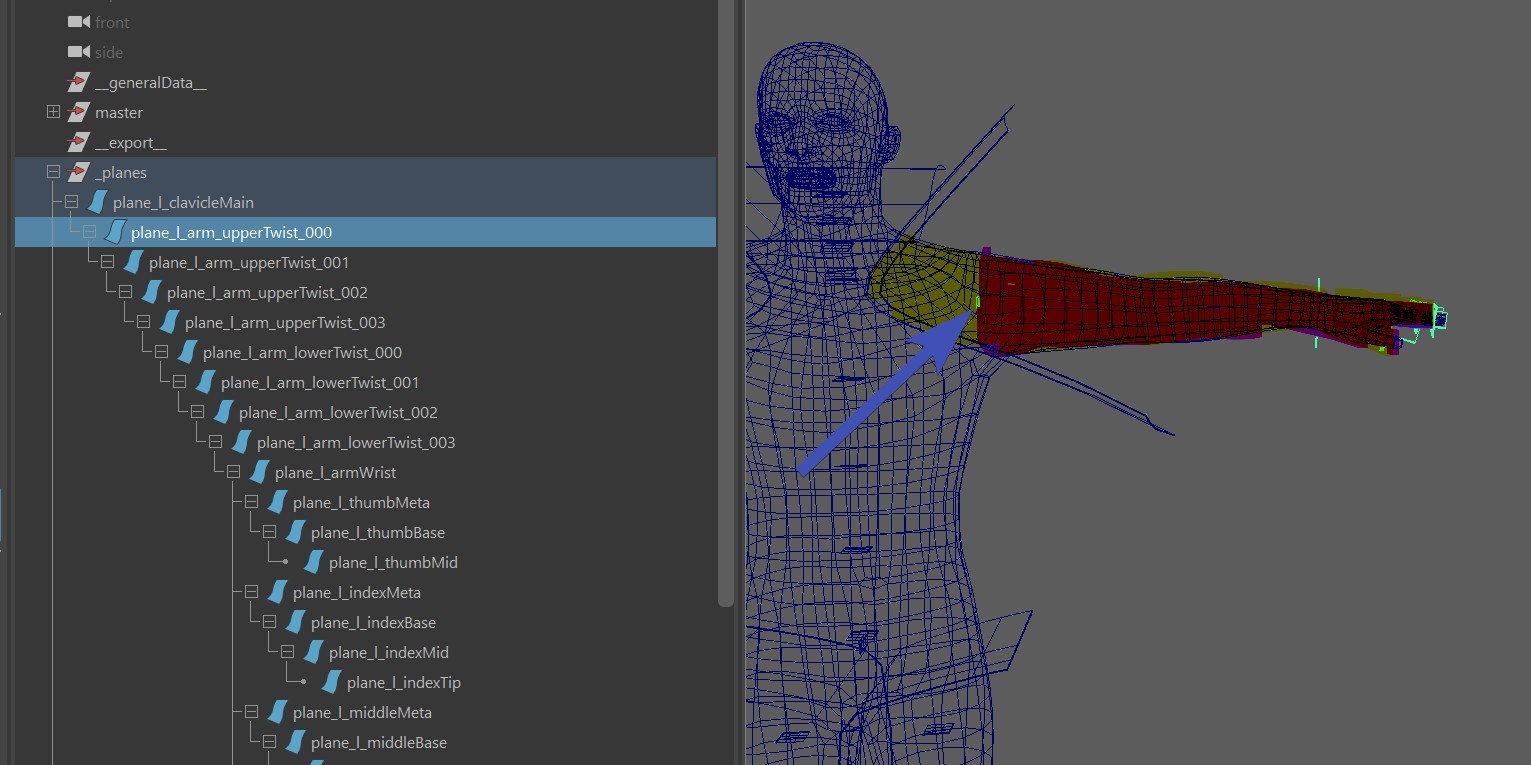 front
side
__generalData__
master
__export__
_planes
plane_l_clavicleMain
plane_l_arm_upperTwist_000
plane_l_arm_upperTwist_001
plane_l_arm_upperTwist_002
plane_l_arm_upperTwist_003
plane_l_arm_lowerTwist_000
plane_l_arm_lowerTwist_001
plane_l_arm_lowerTwist_002
plane_l_arm_lowerTwist_003
plane_l_armWrist
plane_l_thumbMeta
plane_l_thumbBase
plane_l_thumbMid
plane_l_indexMeta
plane_l_indexBase
plane_l_indexMid
plane_l_indexTip
plane_l_middleMeta
plane_l_middleBase